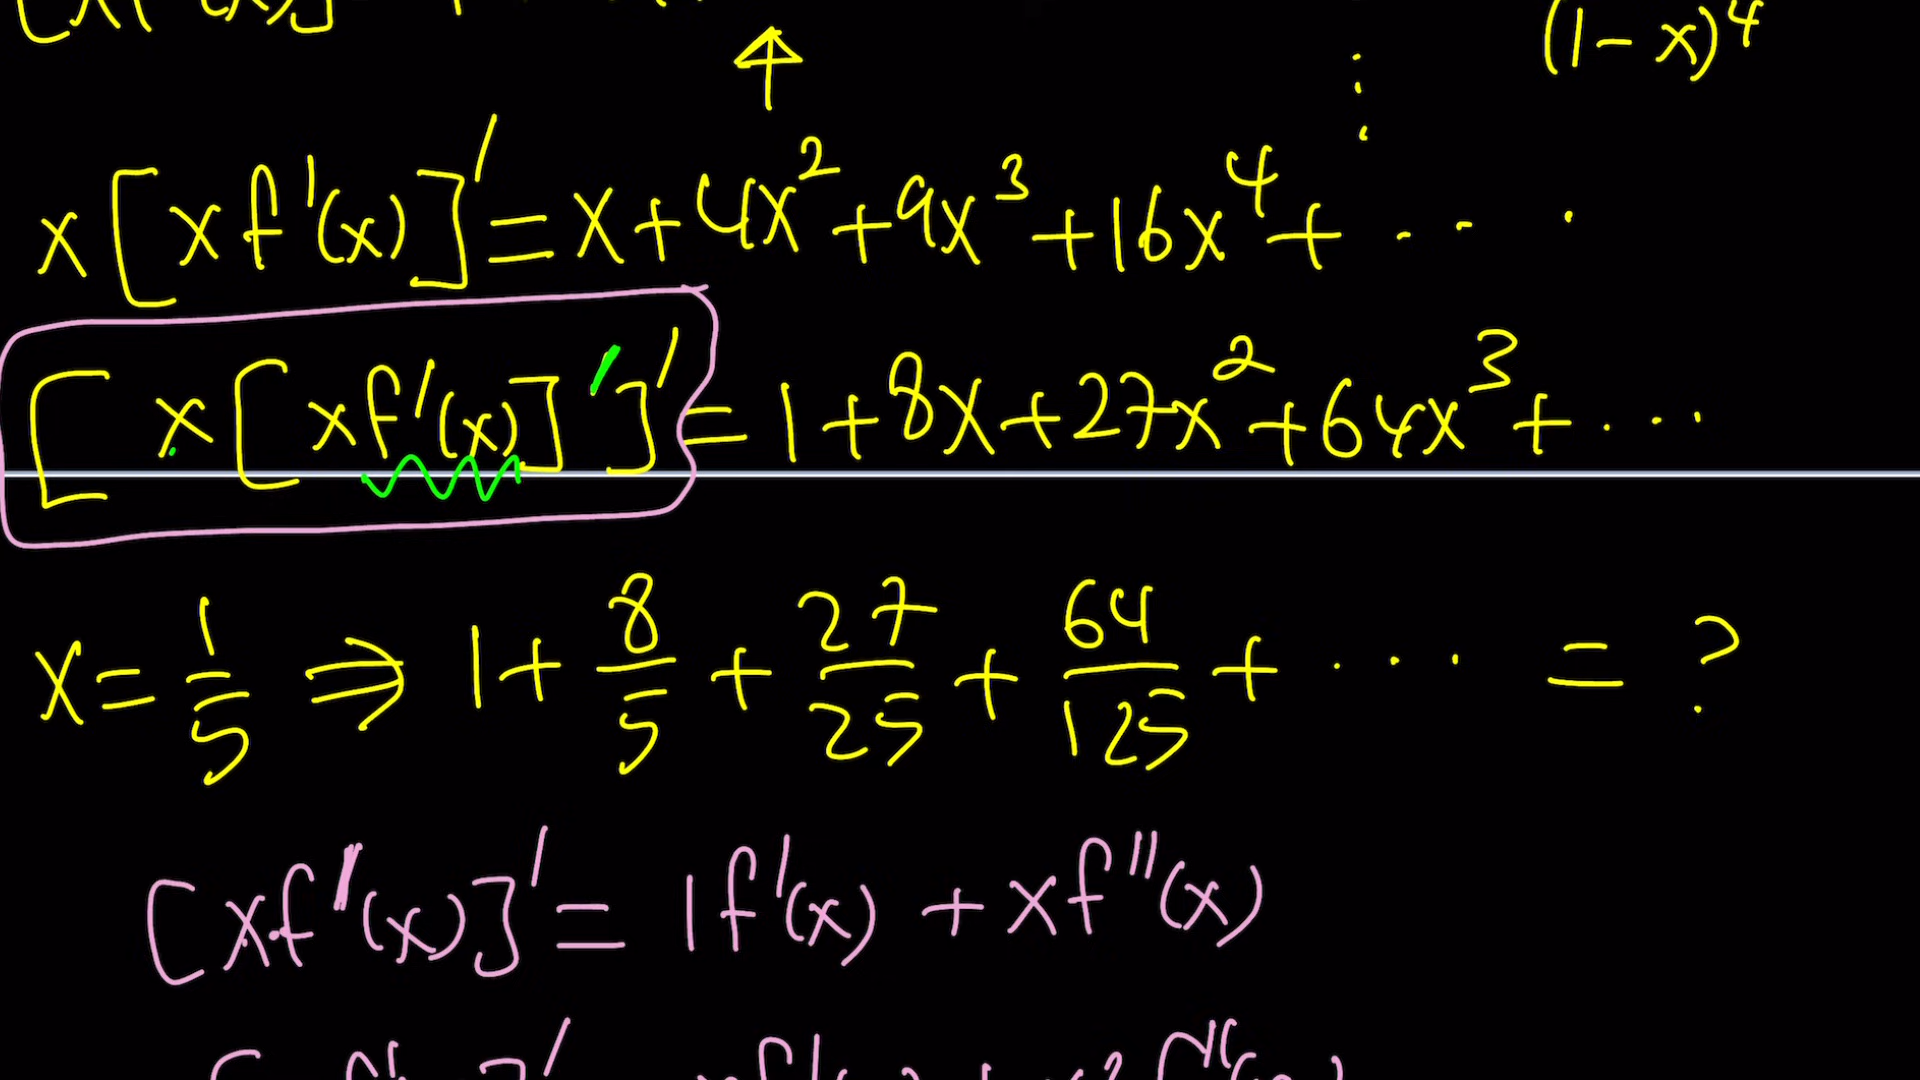 (1-x)^4
x[xf'(x)]' = x + 4x^2 + 9x^3 + 16x^4 + ...
[x[xf'(x)]']' = 1 + 8x + 27x^2 + 64x^3 + ...
x = 1/5 ⇒ 1 + 8/5 + 27/25 + 64/125 + ... = ?
[xf'(x)]' = 1f'(x) + xf''(x)